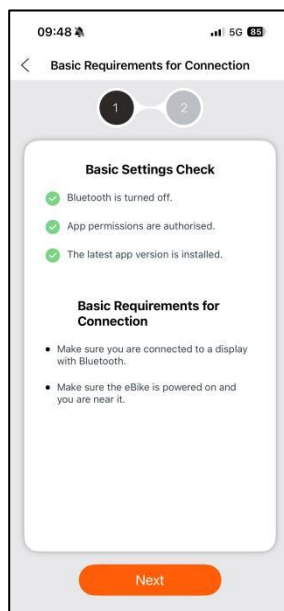 09:48
5G 85
Basic Requirements for Connection
1 2
Basic Settings Check
Bluetooth is turned off.
App permissions are authorised.
The latest app version is installed.
Basic Requirements for
Connection
• Make sure you are connected to a display
with Bluetooth.
• Make sure the eBike is powered on and
you are near it.
Next